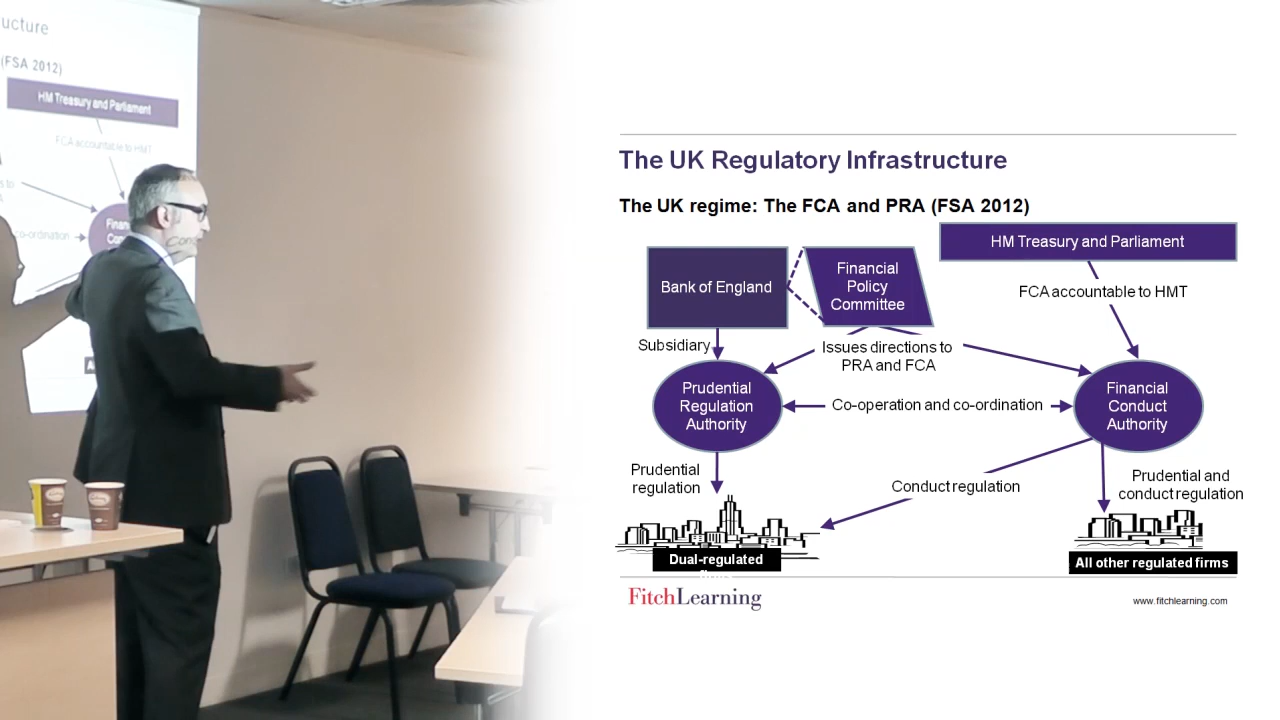 ucture
(FSA 2012)
HM Treasury and Parliament
FCA accountable to HMT
s to
co-ordination
The UK Regulatory Infrastructure
The UK regime: The FCA and PRA (FSA 2012)
HM Treasury and Parliament
Bank of England
Financial
Policy
Committee
FCA accountable to HMT
Subsidiary
Issues directions to
PRA and FCA
Prudential
Regulation
Authority
Co-operation and co-ordination
Financial
Conduct
Authority
Prudential
regulation
Conduct regulation
Prudential and
conduct regulation
Dual-regulated
All other regulated firms
FitchLearning
www.fitchlearning.com